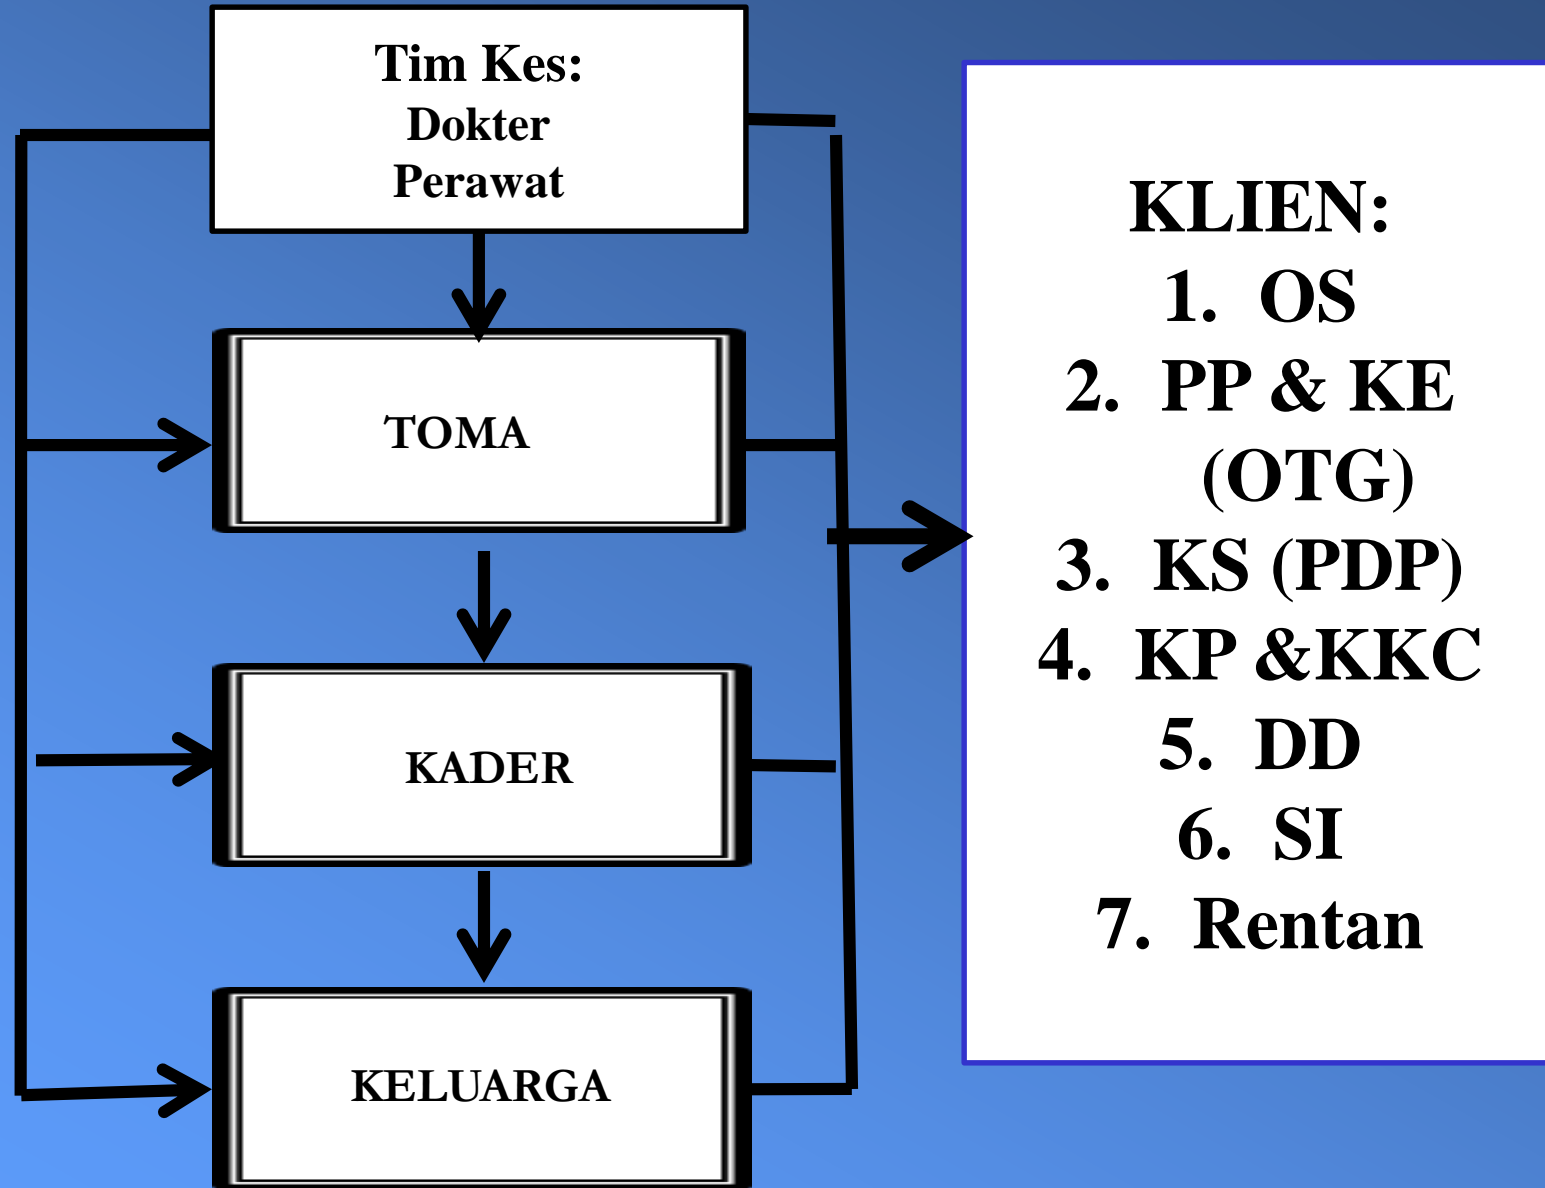 Tim Kes:
Dokter
Perawat
TOMA
KADER
KELUARGA
KLIEN:
1. OS
2. PP & KE
(OTG)
3. KS (PDP)
4. KP &KKC
5. DD
6. SI
7. Rentan